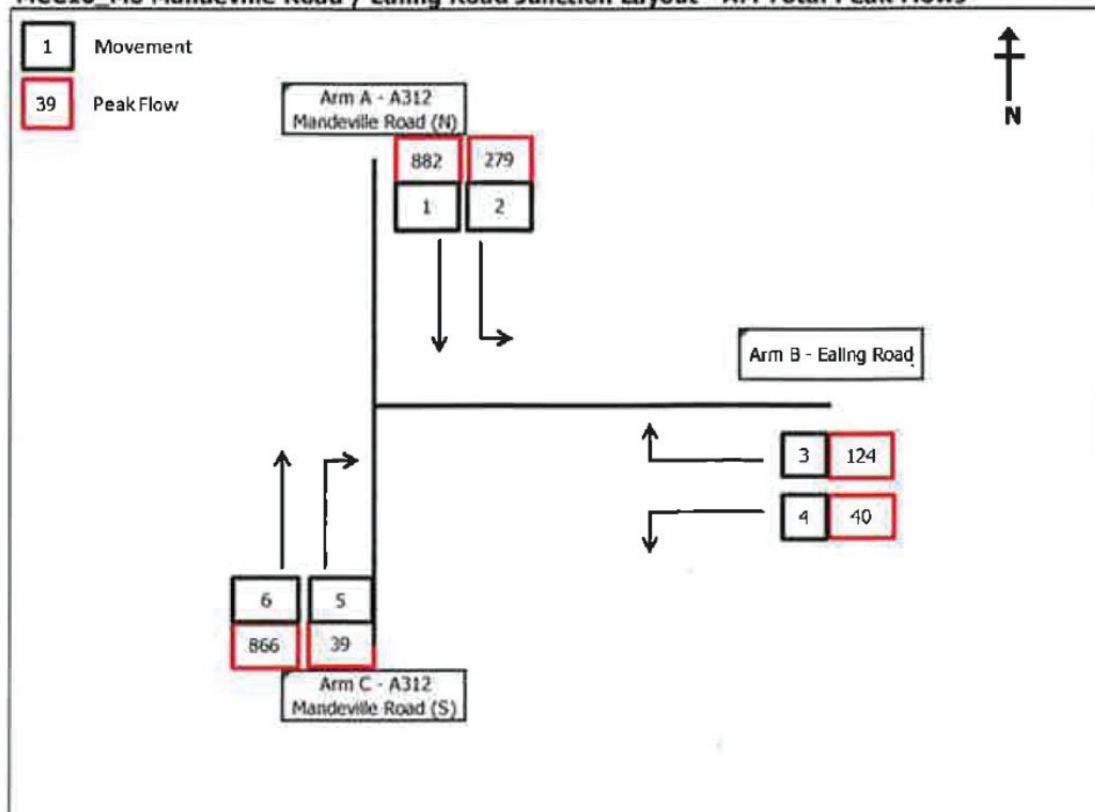 1 Movement
39 Peak Flow
N
Arm A - A312
Mandeville Road (N)
882 279
1 2
Arm B - Ealing Road
3 124
4 40
6 5
866 39
Arm C - A312
Mandeville Road (S)